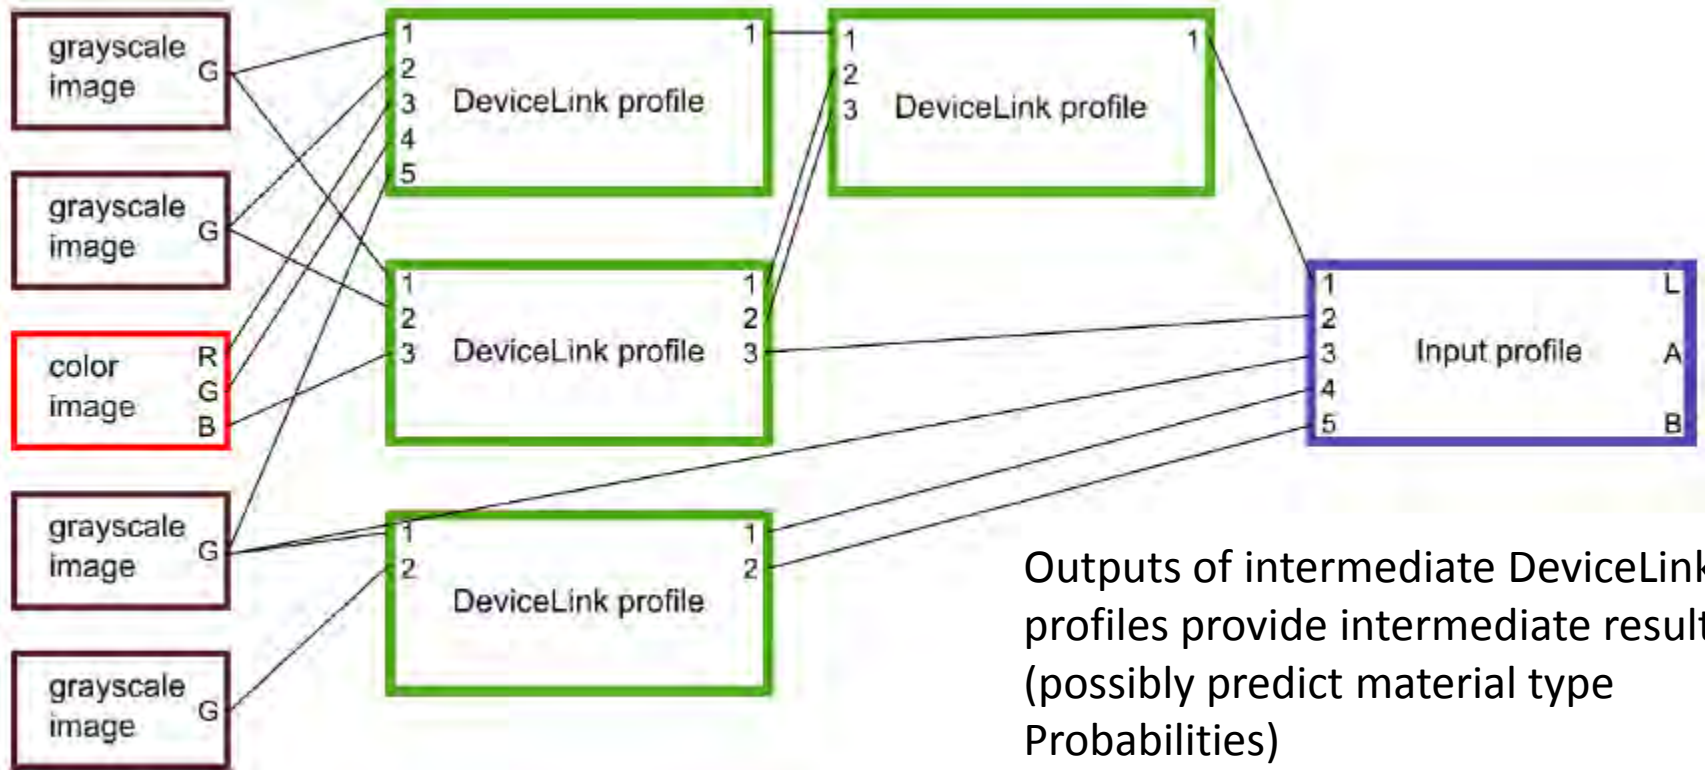 grayscale
image
G
grayscale
image
G
color
image
R
G
B
grayscale
image
G
grayscale
image
G
1
2
3
4
5
DeviceLink profile
1
1
2
3
DeviceLink profile
1
1
2
3
DeviceLink profile
1
2
3
1
2
DeviceLink profile
1
2
1
2
3
4
5
Input profile
L
A
B
Outputs of intermediate DeviceLink
profiles provide intermediate result
(possibly predict material type
Probabilities)